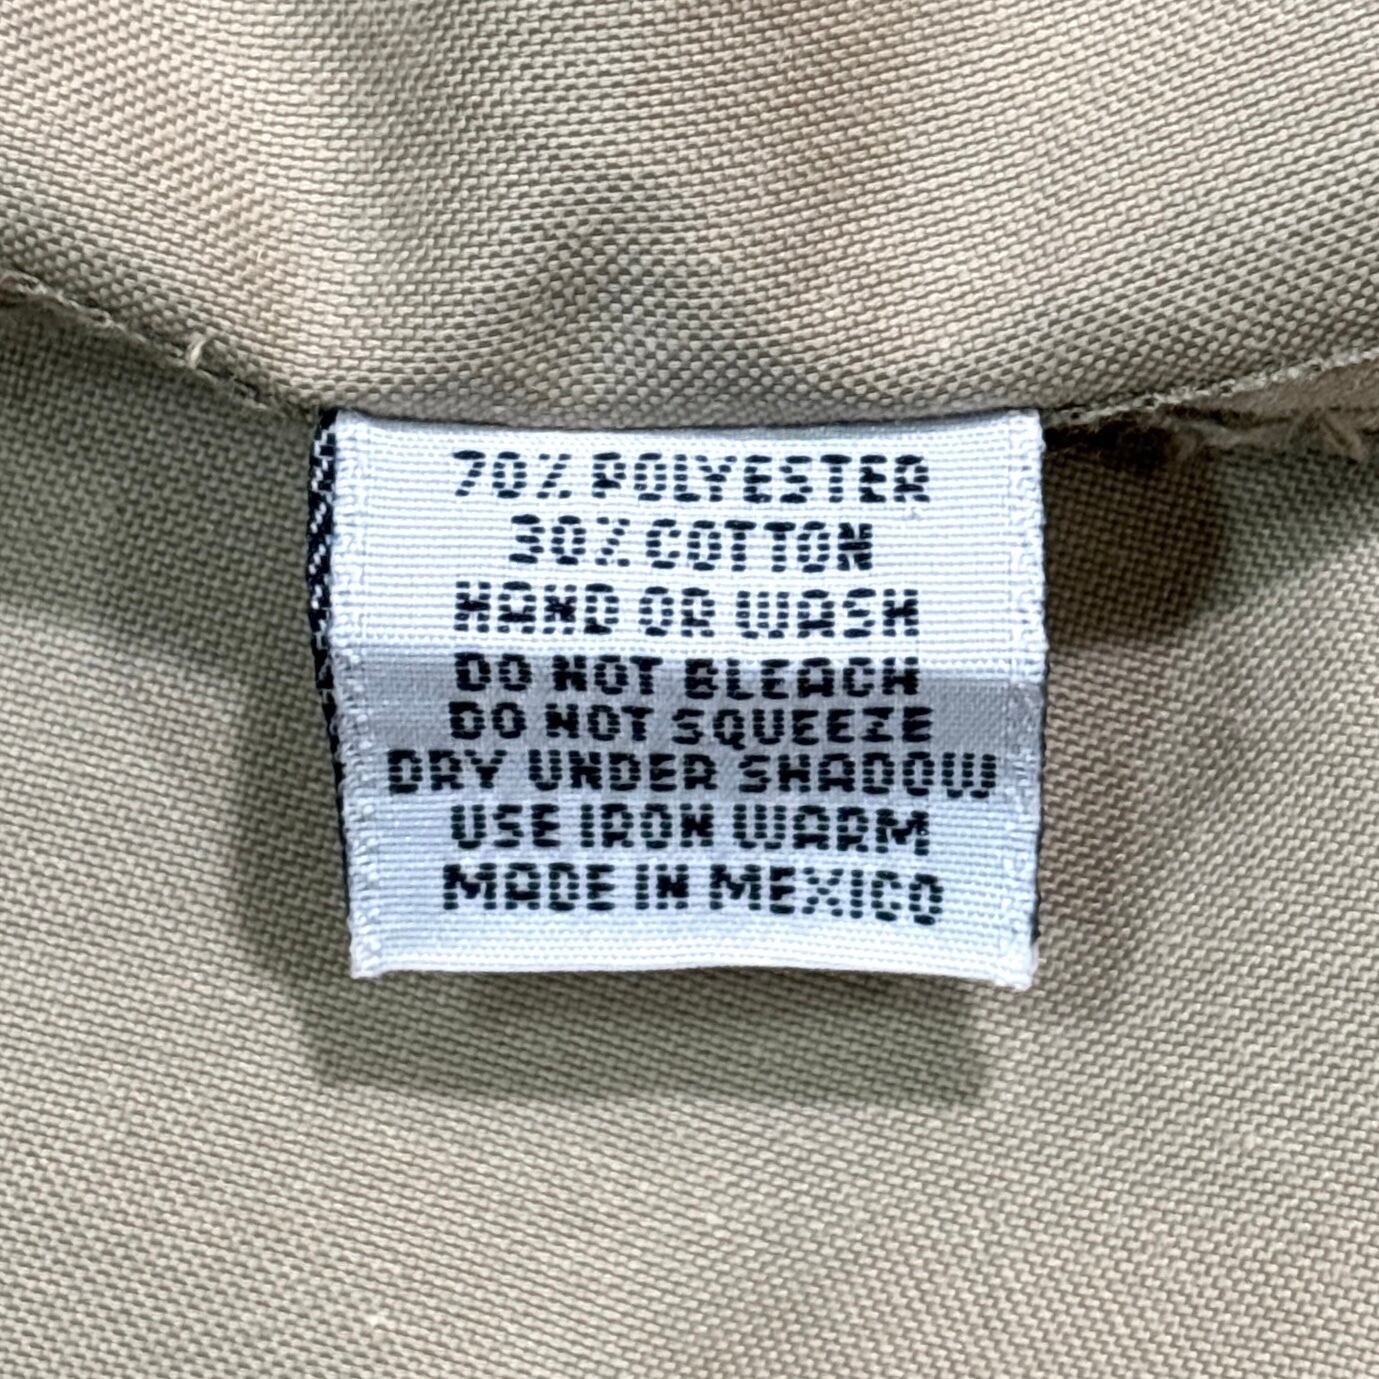 70% POLYESTER
30% COTTON
HAND OR WASH
DO NOT BLEACH
DO NOT SQUEEZE
DRY UNDER SHADOW
USE IRON WARM
MADE IN MEXICO